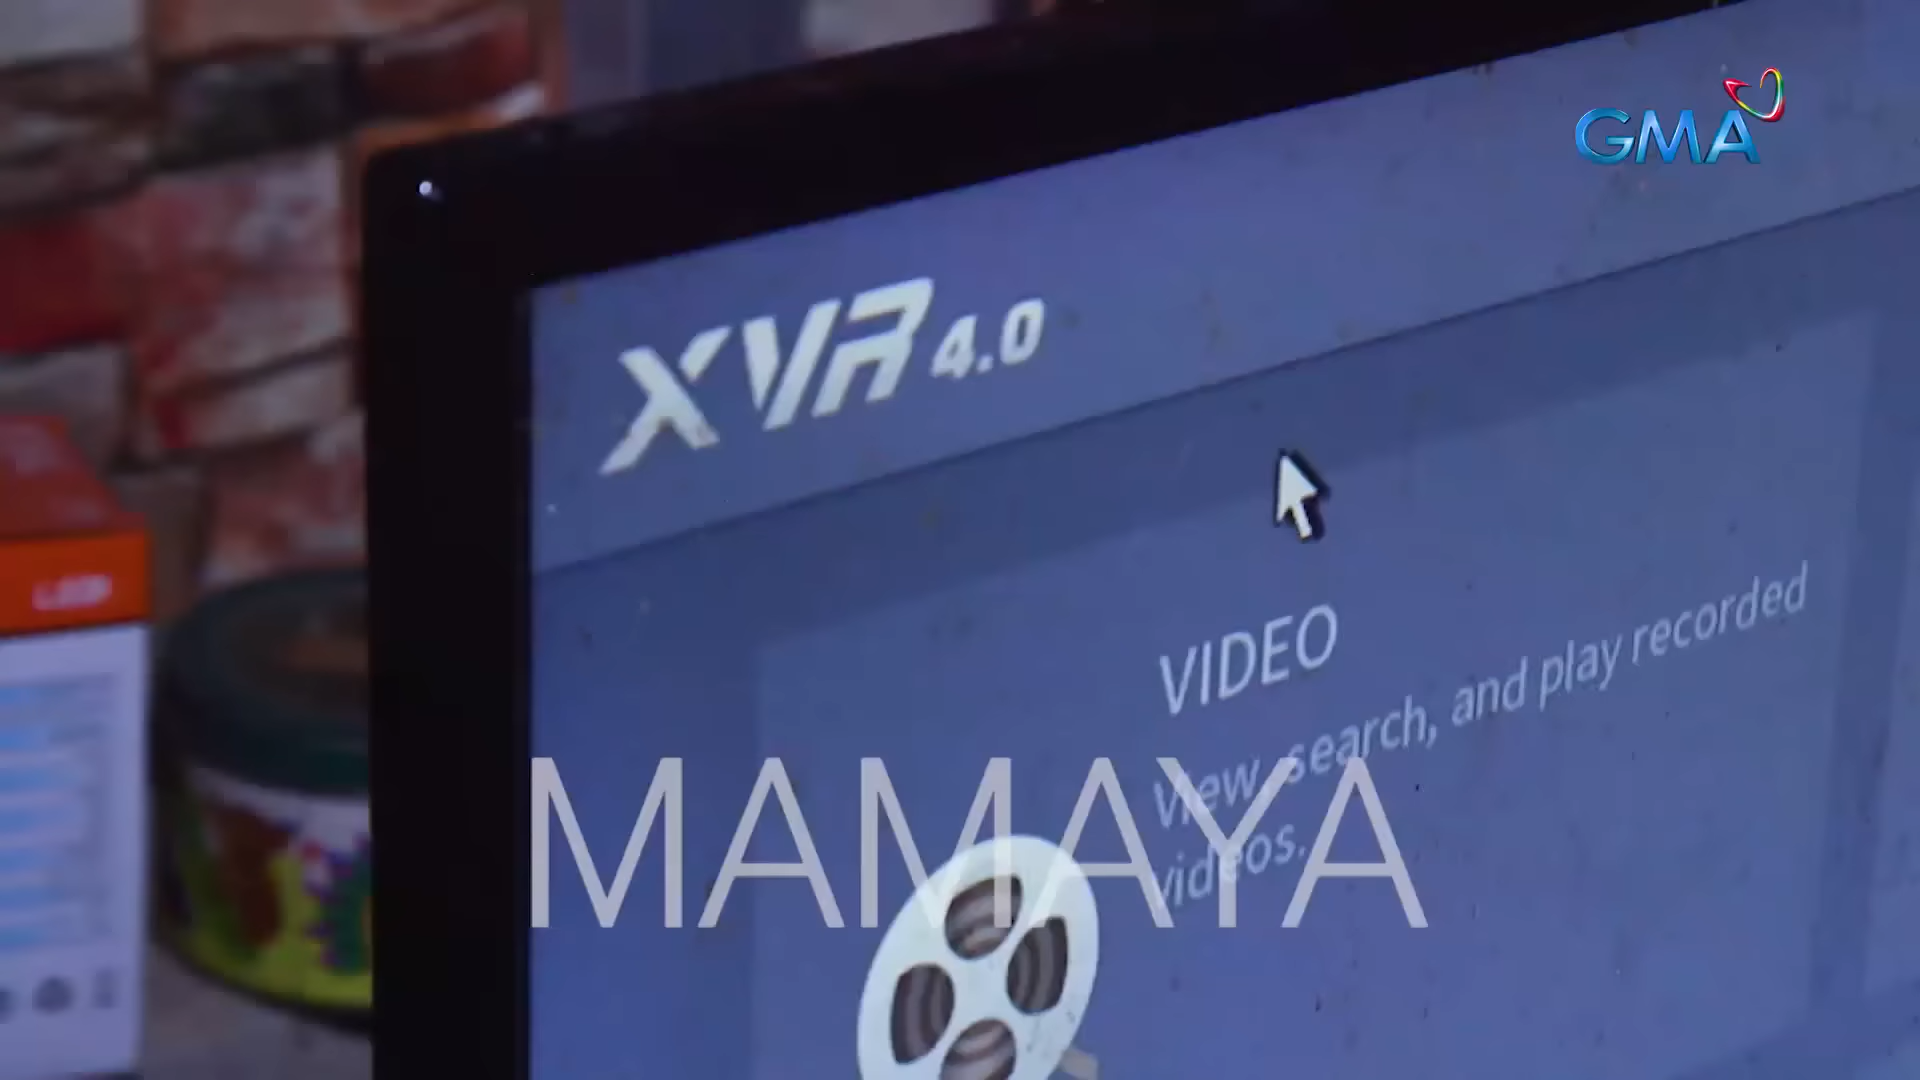 GMA
XVR 4.0
VIDEO
View, search, and play recorded
videos.
MAMAYA